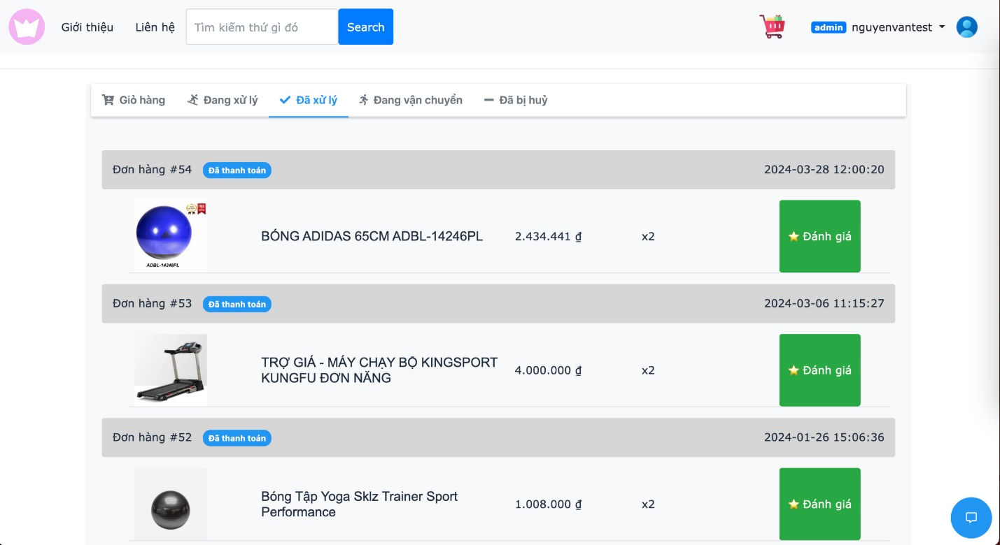 Giới thiệu Liên hệ Tìm kiếm thứ gì đó Search admin nguyenvantest
Giỏ hàng Đang xử lý Đã xử lý Đang vận chuyển Đã bị huỷ
Đơn hàng #54 Đã thanh toán 2024-03-28 12:00:20
BÓNG ADIDAS 65CM ADBL-14246PL 2.434.441 ₫ x2 Đánh giá
ADBL-14246PL
Đơn hàng #53 Đã thanh toán 2024-03-06 11:15:27
TRỢ GIÁ - MÁY CHẠY BỘ KINGSPORT
KUNGFU ĐƠN NĂNG 4.000.000 ₫ x2 Đánh giá
Đơn hàng #52 Đã thanh toán 2024-01-26 15:06:36
Bóng Tập Yoga Sklz Trainer Sport
Performance 1.008.000 ₫ x2 Đánh giá